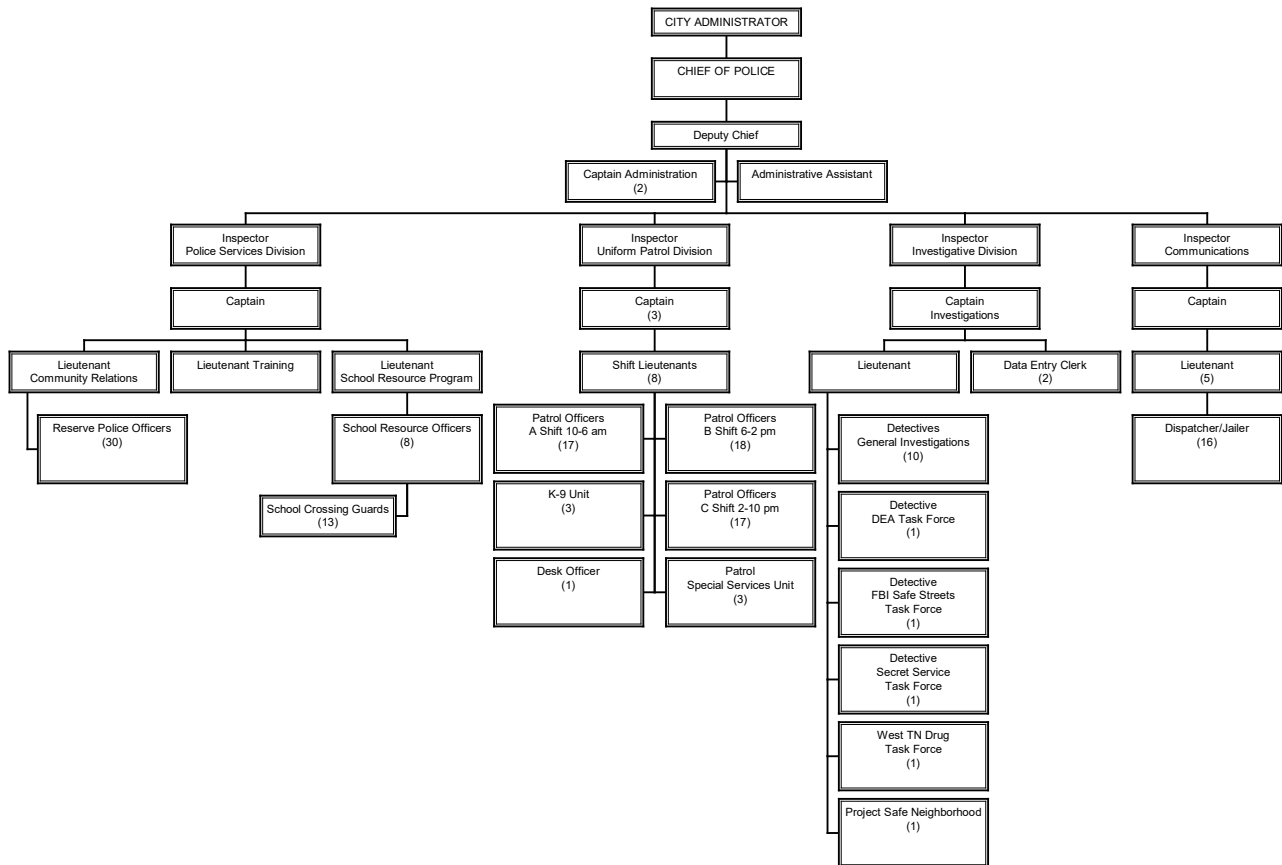 CITY ADMINISTRATOR
CHIEF OF POLICE
Deputy Chief
Captain Administration
(2)
Administrative Assistant
Inspector
Police Services Division
Inspector
Uniform Patrol Division
Inspector
Investigative Division
Inspector
Communications
Captain
Captain
(3)
Captain
Investigations
Captain
Lieutenant
Community Relations
Lieutenant Training
Lieutenant
School Resource Program
Shift Lieutenants
(8)
Lieutenant
Data Entry Clerk
(2)
Lieutenant
(5)
Reserve Police Officers
(30)
School Resource Officers
(8)
School Crossing Guards
(13)
Patrol Officers
A Shift 10-6 am
(17)
Patrol Officers
B Shift 6-2 pm
(18)
K-9 Unit
(3)
Patrol Officers
C Shift 2-10 pm
(17)
Desk Officer
(1)
Patrol
Special Services Unit
(3)
Detectives
General Investigations
(10)
Detective
DEA Task Force
(1)
Detective
FBI Safe Streets
Task Force
(1)
Detective
Secret Service
Task Force
(1)
West TN Drug
Task Force
(1)
Project Safe Neighborhood
(1)
Dispatcher/Jailer
(16)